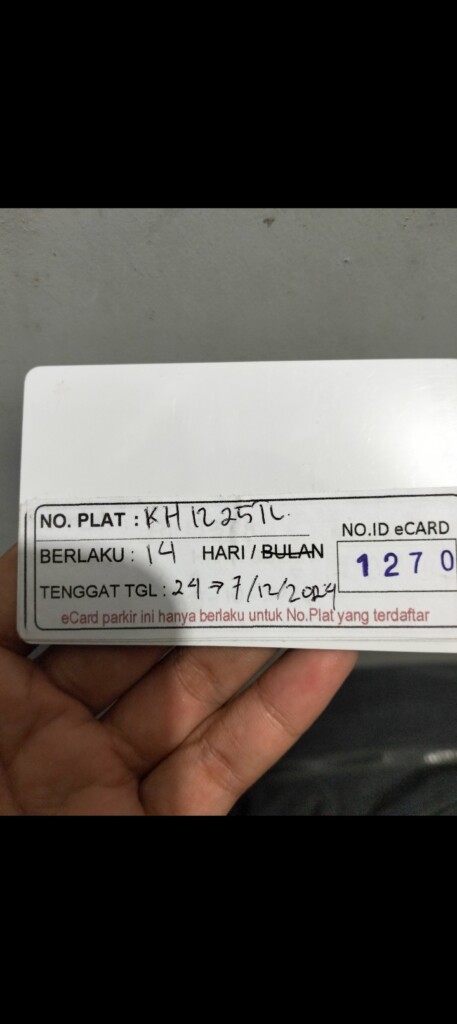 NO. PLAT : KH 1225 TL.
BERLAKU : 14 HARI / BULAN
TENGGAT TGL : 24 → 7/12/2024
NO.ID eCARD
1270
eCard parkir ini hanya berlaku untuk No.Plat yang terdaftar